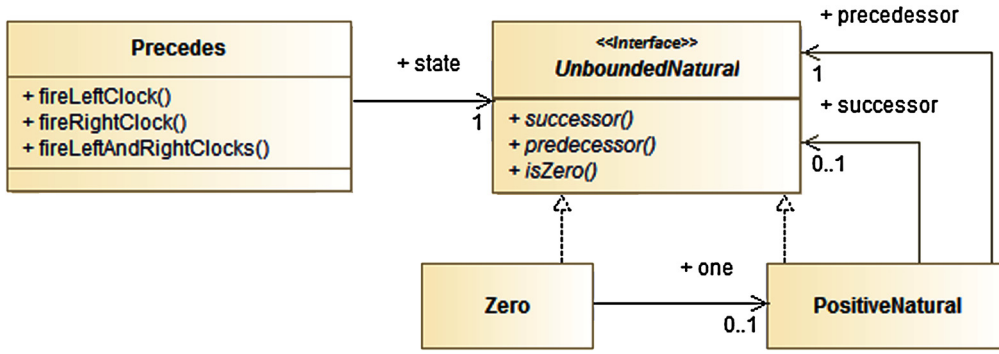 Precedes
+ fireLeftClock()
+ fireRightClock()
+ fireLeftAndRightClocks()
+ state
1
<<Interface>>
UnboundedNatural
+ successor()
+ predecessor()
+ isZero()
+ precedessor
1
+ successor
0..1
Zero
+ one
0..1
PositiveNatural